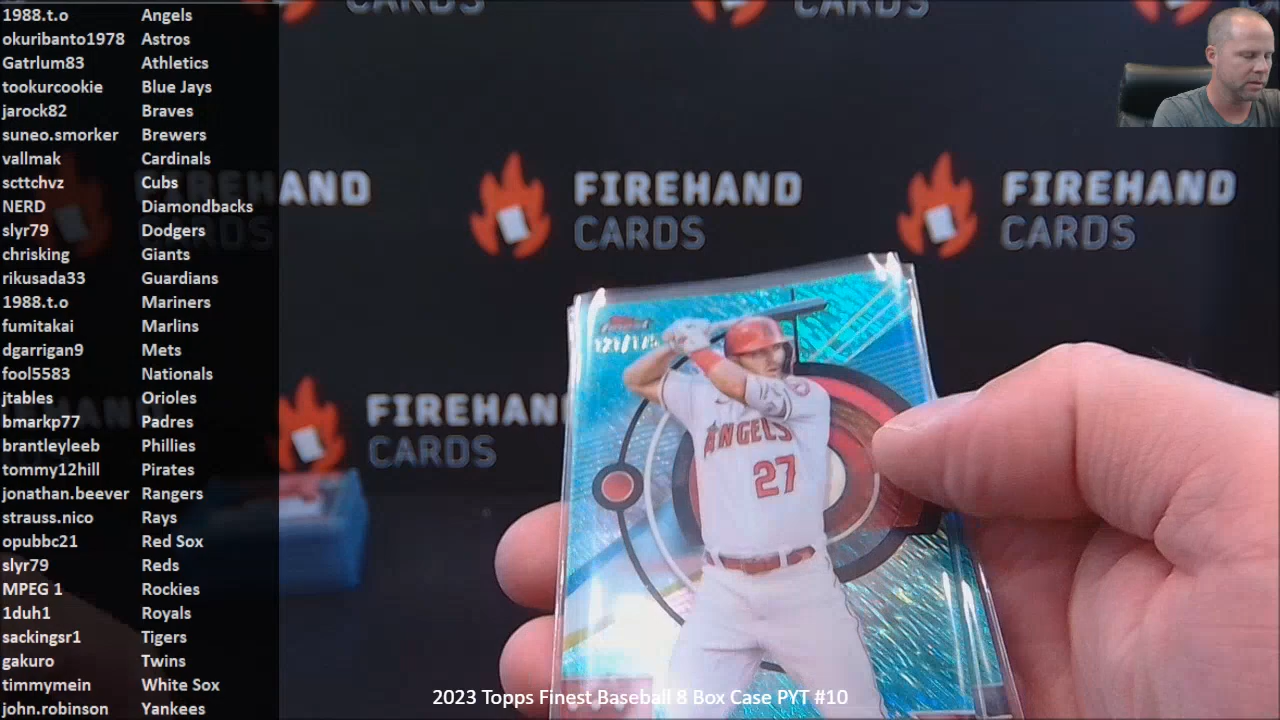 1988.t.o Angels
okuribanto1978 Astros
Gatrlum83 Athletics
tookurcookie Blue Jays
jarock82 Braves
suneo.smorker Brewers
vallmak Cardinals
scttchvz Cubs
NERD Diamondbacks
slyr79 Dodgers
chrisking Giants
rikusada33 Guardians
1988.t.o Mariners
fumitakai Marlins
dgarrigan9 Mets
fool5583 Nationals
jtables Orioles
bmarkp77 Padres
brantleyleeb Phillies
tommy12hill Pirates
jonathan.beever Rangers
strauss.nico Rays
opubbc21 Red Sox
slyr79 Reds
MPEG 1 Rockies
1duh1 Royals
sackingsr1 Tigers
gakuro Twins
timmymein White Sox
john.robinson Yankees
CARDS
CARDS
FIREHAND
CARDS
FIREHAND
CARDS
FIREHAND
CARDS
FIREHAND
CARDS
ANGELS
27
2023 Topps Finest Baseball 8 Box Case PYT #10